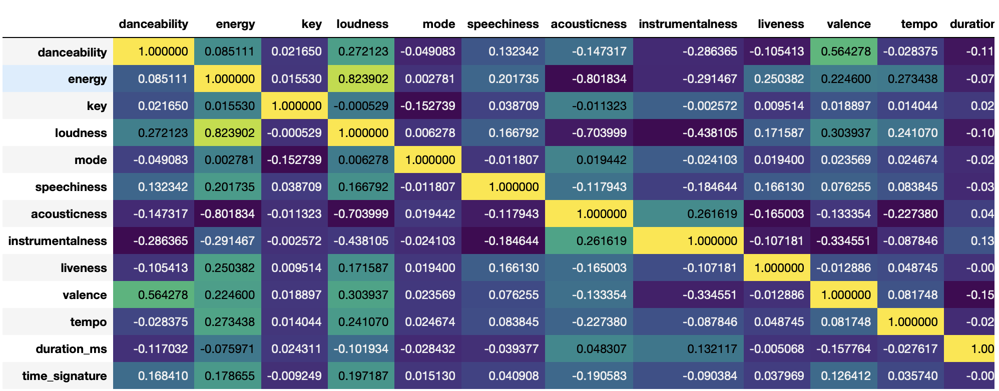 danceability energy key loudness mode speechiness acousticness instrumentalness liveness valence tempo duration
danceability 1.000000 0.085111 0.021650 0.272123 -0.049083 0.132342 -0.147317 -0.286365 -0.105413 0.564278 -0.028375 -0.11
energy 0.085111 1.000000 0.015530 0.823902 0.002781 0.201735 -0.801834 -0.291467 0.250382 0.224600 0.273438 -0.07
key 0.021650 0.015530 1.000000 -0.000529 -0.152739 0.038709 -0.011323 -0.002572 0.009514 0.018897 0.014044 0.02
loudness 0.272123 0.823902 -0.000529 1.000000 0.006278 0.166792 -0.703999 -0.438105 0.171587 0.303937 0.241070 -0.10
mode -0.049083 0.002781 -0.152739 0.006278 1.000000 -0.011807 0.019442 -0.024103 0.019400 0.023569 0.024674 -0.02
speechiness 0.132342 0.201735 0.038709 0.166792 -0.011807 1.000000 -0.117943 -0.184644 0.166130 0.076255 0.083845 -0.03
acousticness -0.147317 -0.801834 -0.011323 -0.703999 0.019442 -0.117943 1.000000 0.261619 -0.165003 -0.133354 -0.227380 0.04
instrumentalness -0.286365 -0.291467 -0.002572 -0.438105 -0.024103 -0.184644 0.261619 1.000000 -0.107181 -0.334551 -0.087846 0.13
liveness -0.105413 0.250382 0.009514 0.171587 0.019400 0.166130 -0.165003 -0.107181 1.000000 -0.012886 0.048745 -0.00
valence 0.564278 0.224600 0.018897 0.303937 0.023569 0.076255 -0.133354 -0.334551 -0.012886 1.000000 0.081748 -0.15
tempo -0.028375 0.273438 0.014044 0.241070 0.024674 0.083845 -0.227380 -0.087846 0.048745 0.081748 1.000000 -0.02
duration_ms -0.117032 -0.075971 0.024311 -0.101934 -0.028432 -0.039377 0.048307 0.132117 -0.005068 -0.157764 -0.027617 1.00
time_signature 0.168410 0.178655 -0.009249 0.197187 0.015130 0.040908 -0.190583 -0.090384 0.037969 0.126412 0.035740 -0.00